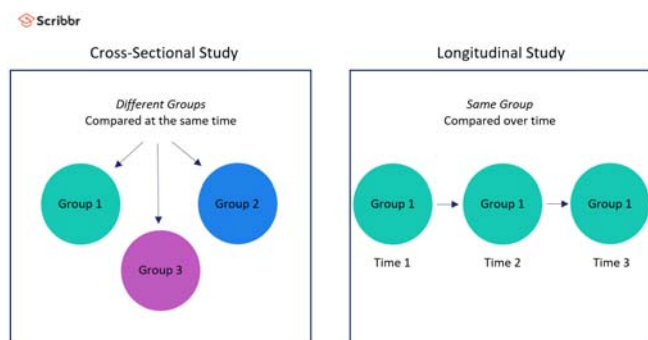 Scribbr
Cross-Sectional Study
Different Groups
Compared at the same time
Group 1
Group 2
Group 3
Longitudinal Study
Same Group
Compared over time
Group 1
Group 1
Group 1
Time 1
Time 2
Time 3